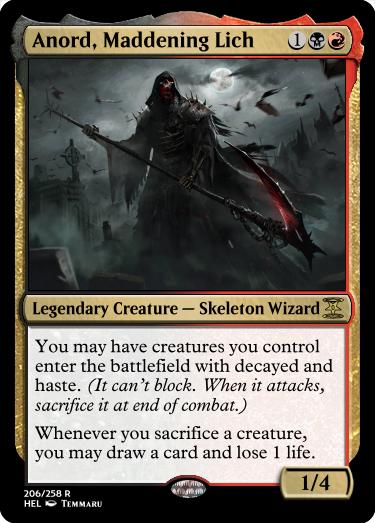 Anord, Maddening Lich 1
Legendary Creature — Skeleton Wizard
You may have creatures you control
enter the battlefield with decayed and
haste. (It can't block. When it attacks,
sacrifice it at end of combat.)
Whenever you sacrifice a creature,
you may draw a card and lose 1 life.
1/4
206/258 R
HEL Temmaru